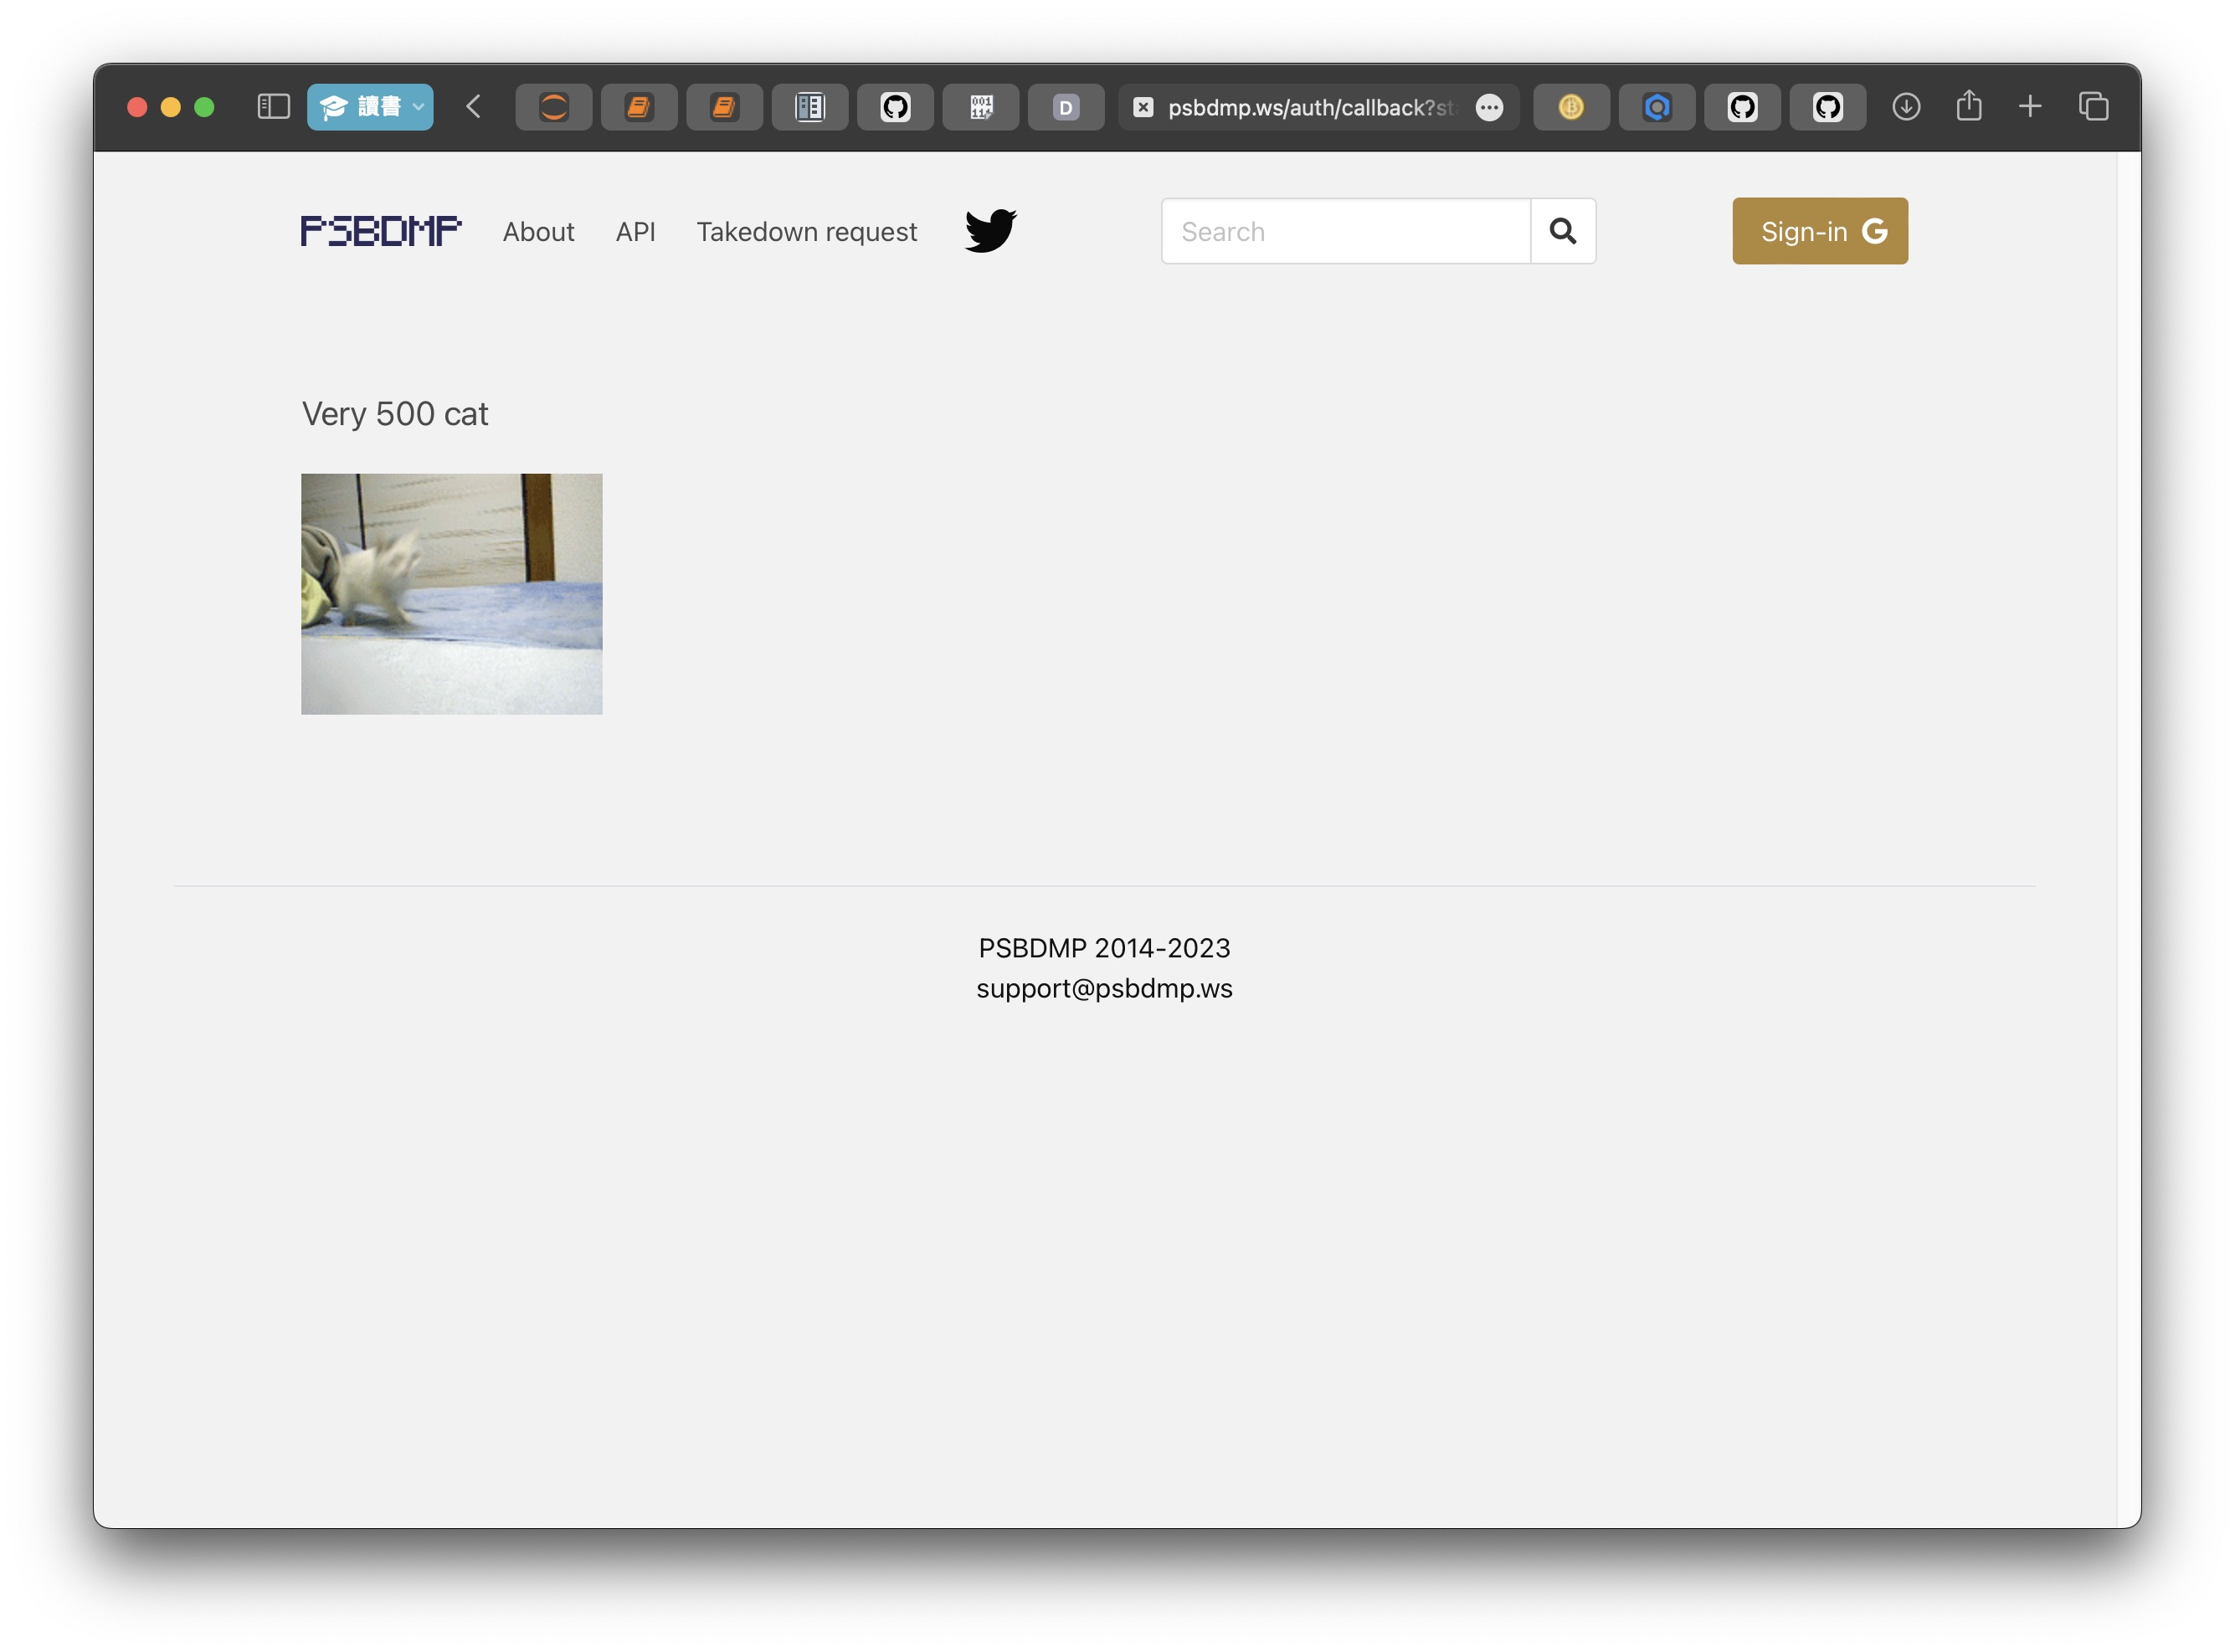 讀書
D
psbdmp.ws/auth/callback?st
PSBDMP
About
API
Takedown request
Search
Sign-in G
Very 500 cat
PSBDMP 2014-2023
support@psbdmp.ws